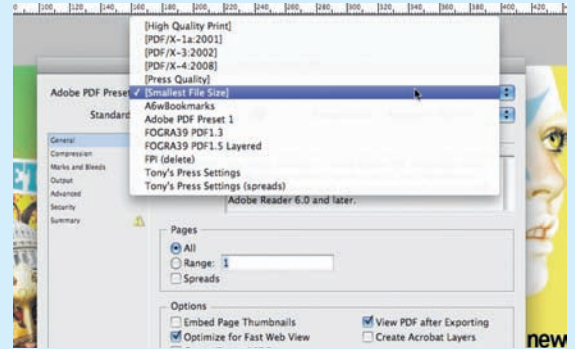 0 100 120 140 160 180 200 220 240 260 280 300 320 340 360 380 400 420
[High Quality Print]
[PDF/X-1a:2001]
[PDF/X-3:2002]
[PDF/X-4:2008]
[Press Quality]
Adobe PDF Preset ✓ [Smallest File Size]
A6wBookmarks
Standard
Adobe PDF Preset 1
FOGRA39 PDF1.3
General
FOGRA39 PDF1.5 Layered
Compression
FPI (delete)
Marks and Bleeds
Tony's Press Settings
Output
Tony's Press Settings (spreads)
Advanced
Adobe Reader 6.0 and later.
Security
Summary
Pages
All
Range: 1
Spreads
Options
Embed Page Thumbnails
View PDF after Exporting
Optimize for Fast Web View
Create Acrobat Layers
new